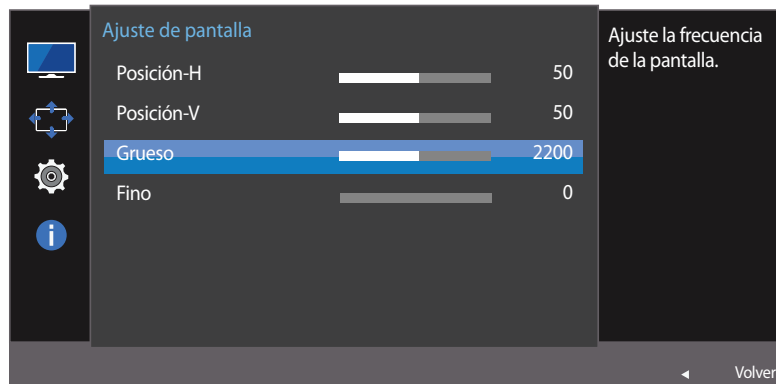 Ajuste de pantalla
Posición-H 50
Posición-V 50
Grueso 2200
Fino 0
Ajuste la frecuencia
de la pantalla.
Volver